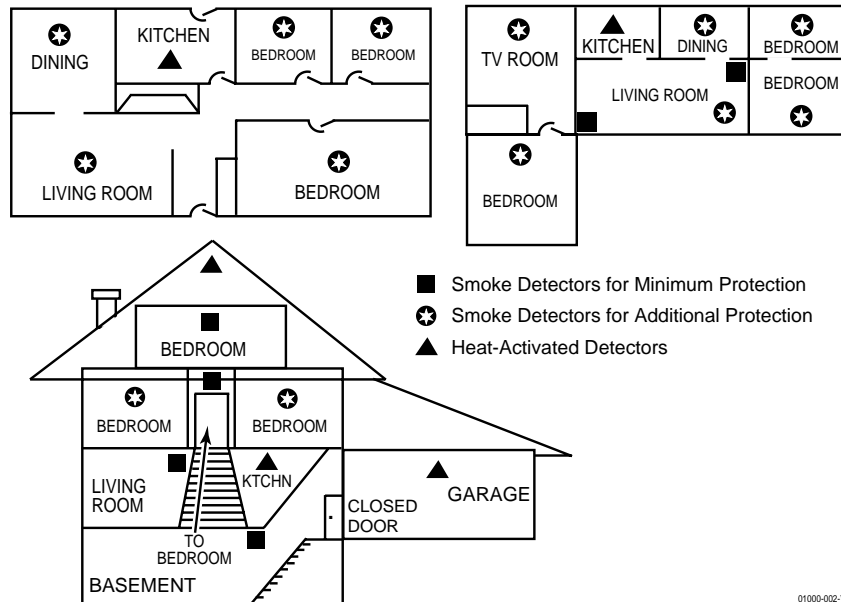 DINING
KITCHEN
BEDROOM
BEDROOM
LIVING ROOM
BEDROOM
TV ROOM
KITCHEN
DINING
BEDROOM
LIVING ROOM
BEDROOM
BEDROOM
Smoke Detectors for Minimum Protection
Smoke Detectors for Additional Protection
Heat-Activated Detectors
BEDROOM
BEDROOM
BEDROOM
LIVING
ROOM
KTCHN
TO
BEDROOM
BASEMENT
CLOSED
DOOR
GARAGE